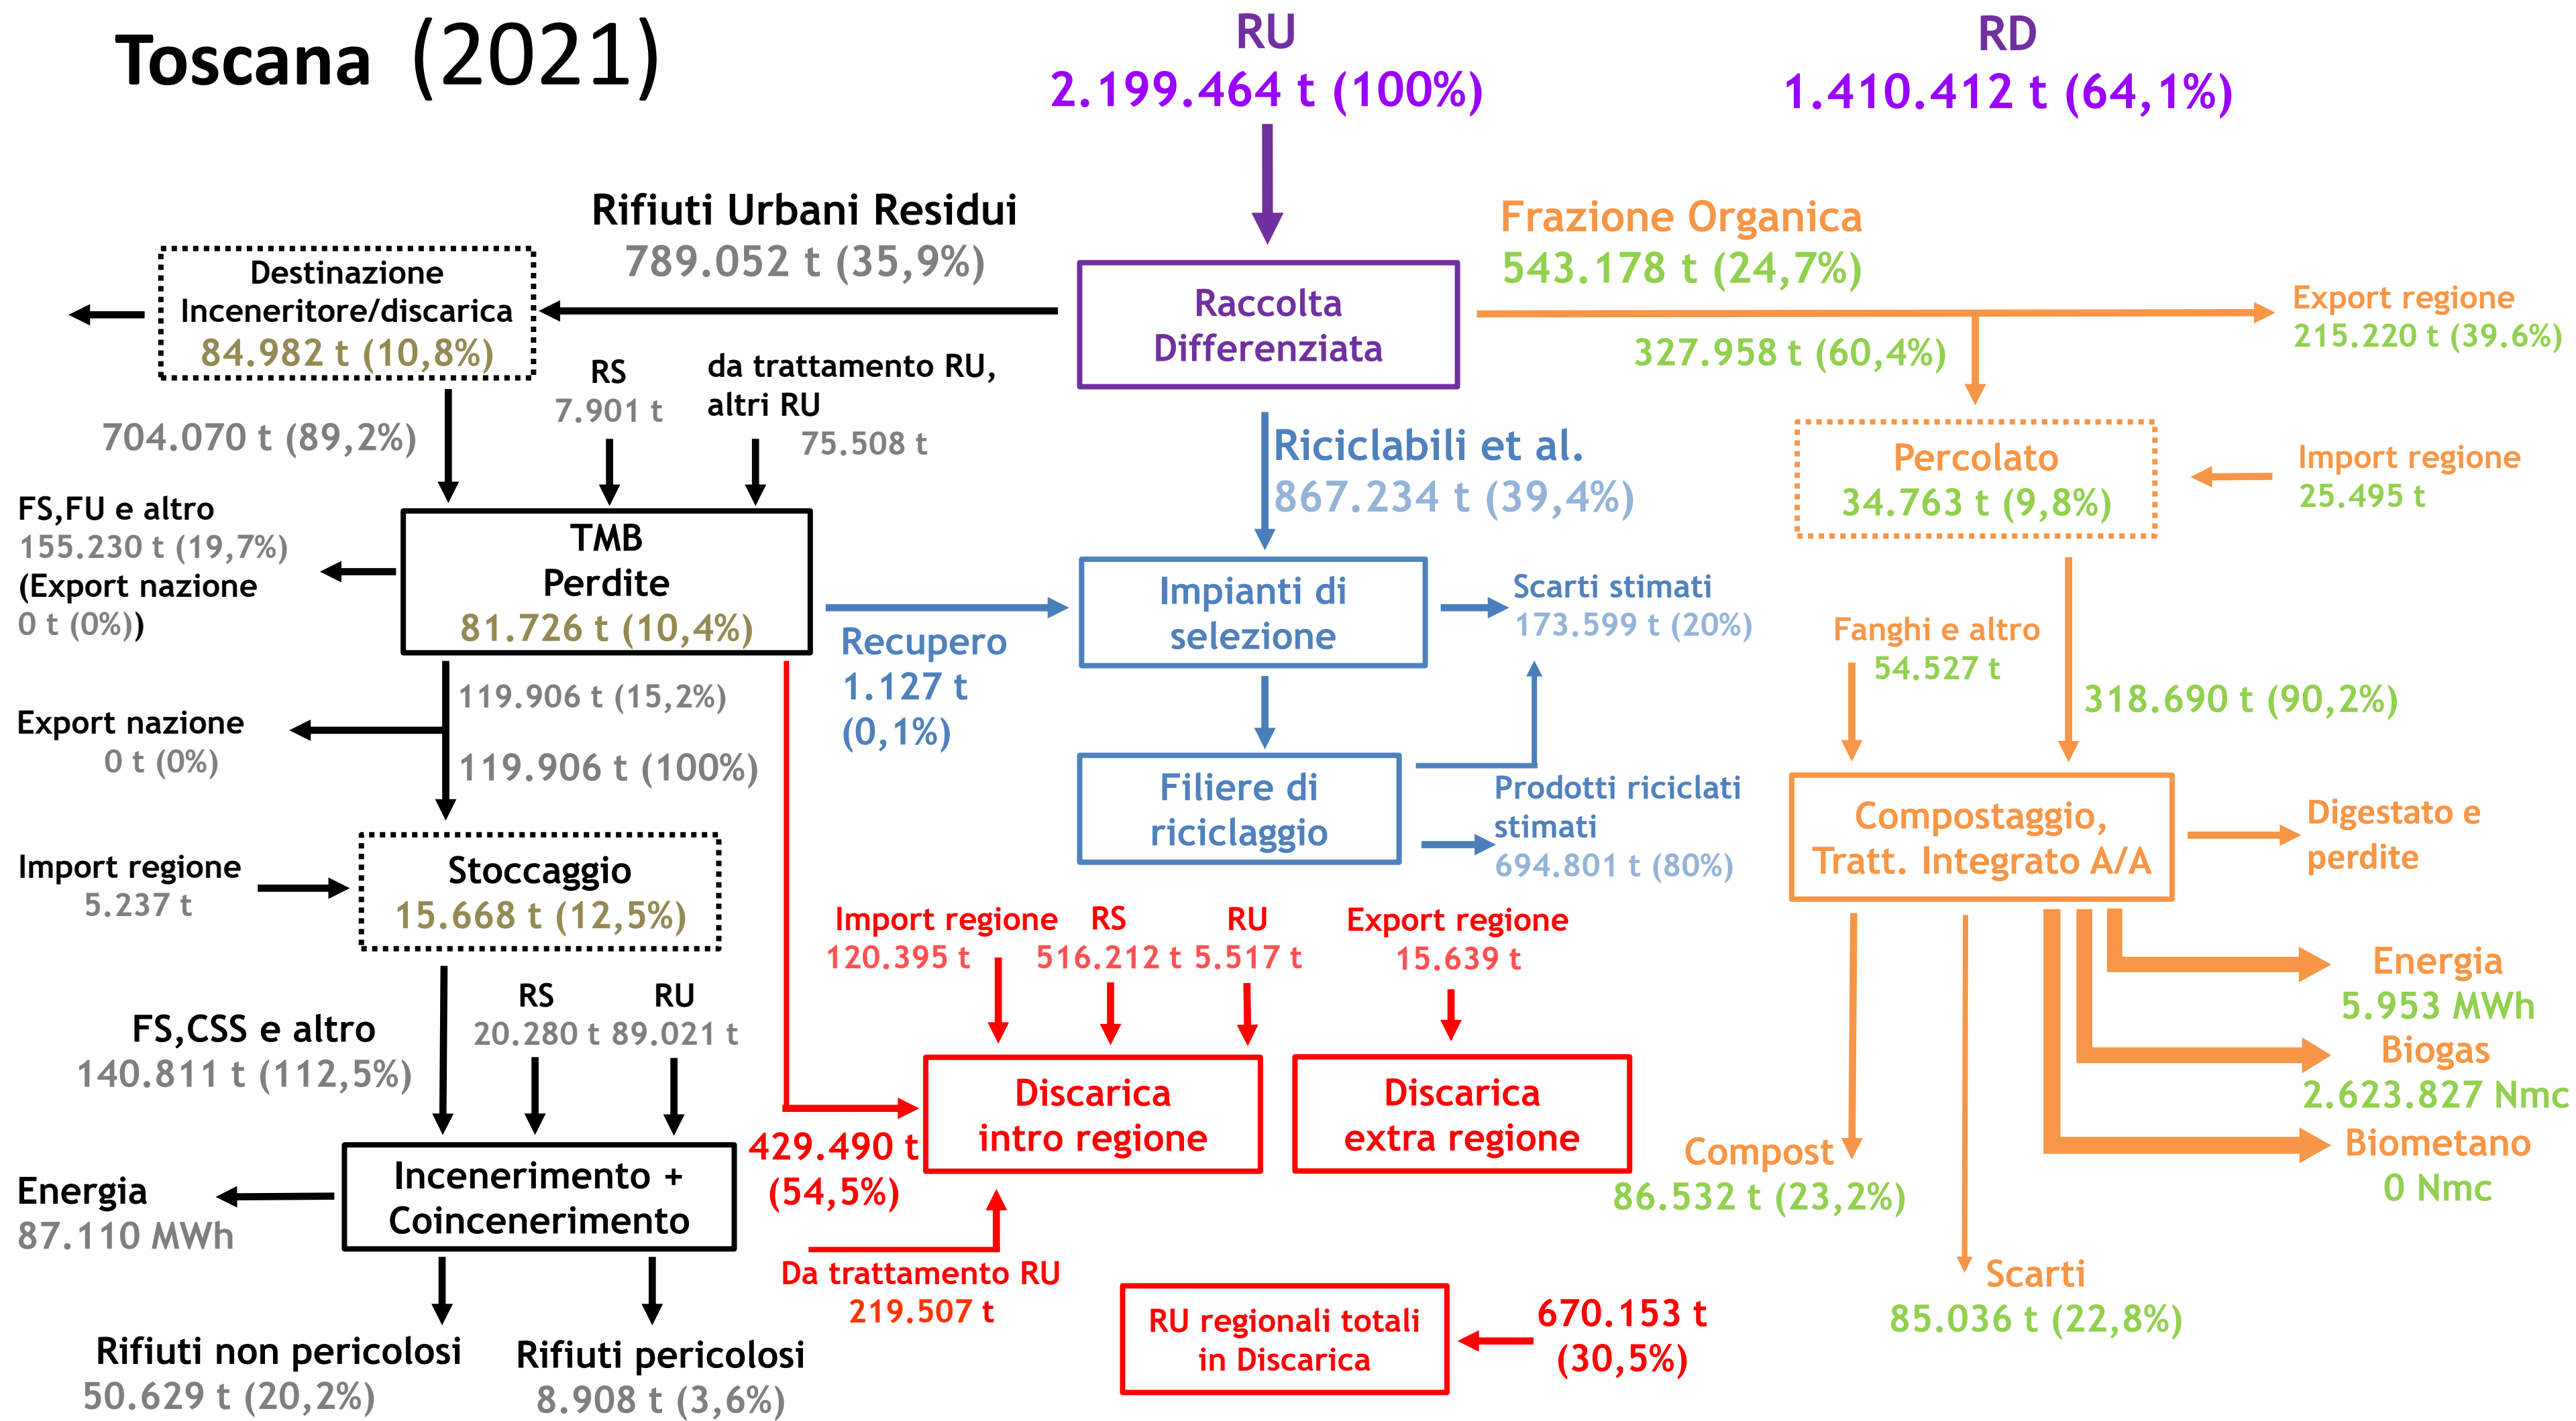 Toscana (2021)
RU
2.199.464 t (100%)
RD
1.410.412 t (64,1%)
Rifiuti Urbani Residui
789.052 t (35,9%)
Destinazione
Inceneritore/discarica
84.982 t (10,8%)
704.070 t (89,2%)
RS
7.901 t
da trattamento RU,
altri RU
75.508 t
FS,FU e altro
155.230 t (19,7%)
(Export nazione
0 t (0%))
TMB
Perdite
81.726 t (10,4%)
119.906 t (15,2%)
Export nazione
0 t (0%)
119.906 t (100%)
Import regione
5.237 t
Stoccaggio
15.668 t (12,5%)
FS,CSS e altro
140.811 t (112,5%)
RS
20.280 t
RU
89.021 t
Incenerimento +
Coincenerimento
Energia
87.110 MWh
Rifiuti non pericolosi
50.629 t (20,2%)
Rifiuti pericolosi
8.908 t (3,6%)
Raccolta
Differenziata
Riciclabili et al.
867.234 t (39,4%)
Recupero
1.127 t
(0,1%)
Impianti di
selezione
Scarti stimati
173.599 t (20%)
Filiere di
riciclaggio
Prodotti riciclati
stimati
694.801 t (80%)
Import regione
120.395 t
RS
516.212 t
RU
5.517 t
Export regione
15.639 t
Discarica
intro regione
Discarica
extra regione
429.490 t
(54,5%)
Da trattamento RU
219.507 t
RU regionali totali
in Discarica
670.153 t
(30,5%)
Frazione Organica
543.178 t (24,7%)
327.958 t (60,4%)
Export regione
215.220 t (39.6%)
Percolato
34.763 t (9,8%)
Import regione
25.495 t
Fanghi e altro
54.527 t
318.690 t (90,2%)
Compostaggio,
Tratt. Integrato A/A
Digestato e
perdite
Energia
5.953 MWh
Biogas
2.623.827 Nmc
Biometano
0 Nmc
Compost
86.532 t (23,2%)
Scarti
85.036 t (22,8%)